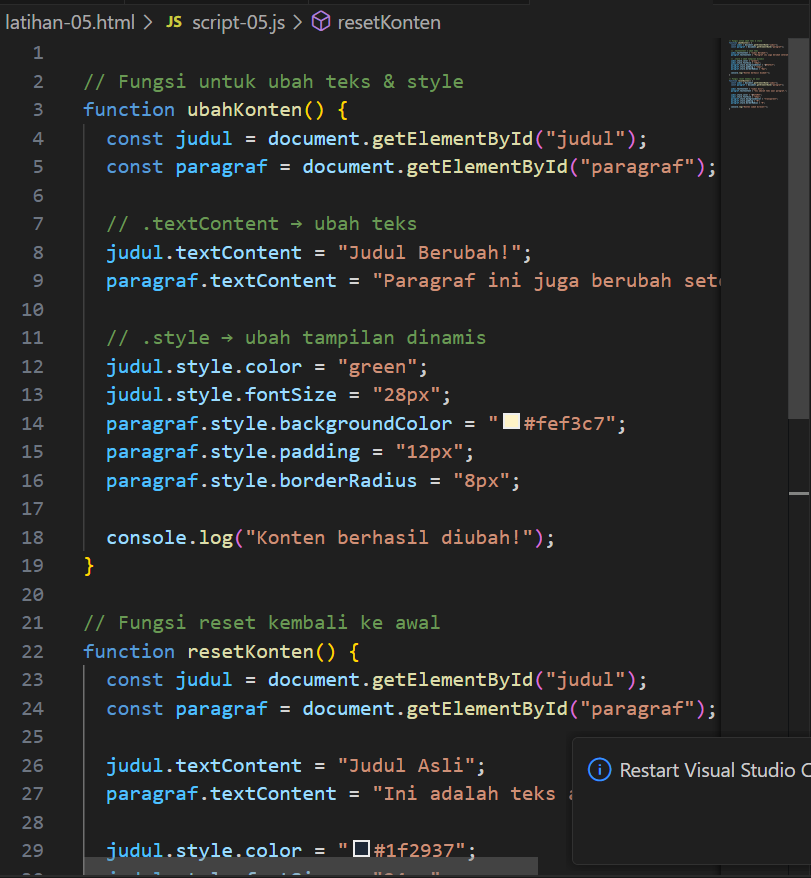 latihan-05.html > JS script-05.js > resetKonten
1
2 // Fungsi untuk ubah teks & style
3 function ubahKonten() {
4 const judul = document.getElementById("judul");
5 const paragraf = document.getElementById("paragraf");
6
7 // .textContent → ubah teks
8 judul.textContent = "Judul Berubah!";
9 paragraf.textContent = "Paragraf ini juga berubah sete
10
11 // .style → ubah tampilan dinamis
12 judul.style.color = "green";
13 judul.style.fontSize = "28px";
14 paragraf.style.backgroundColor = "#fef3c7";
15 paragraf.style.padding = "12px";
16 paragraf.style.borderRadius = "8px";
17
18 console.log("Konten berhasil diubah!");
19 }
20
21 // Fungsi reset kembali ke awal
22 function resetKonten() {
23 const judul = document.getElementById("judul");
24 const paragraf = document.getElementById("paragraf");
25
26 judul.textContent = "Judul Asli";
27 paragraf.textContent = "Ini adalah teks a
Restart Visual Studio C
28
29 judul.style.color = "#1f2937";